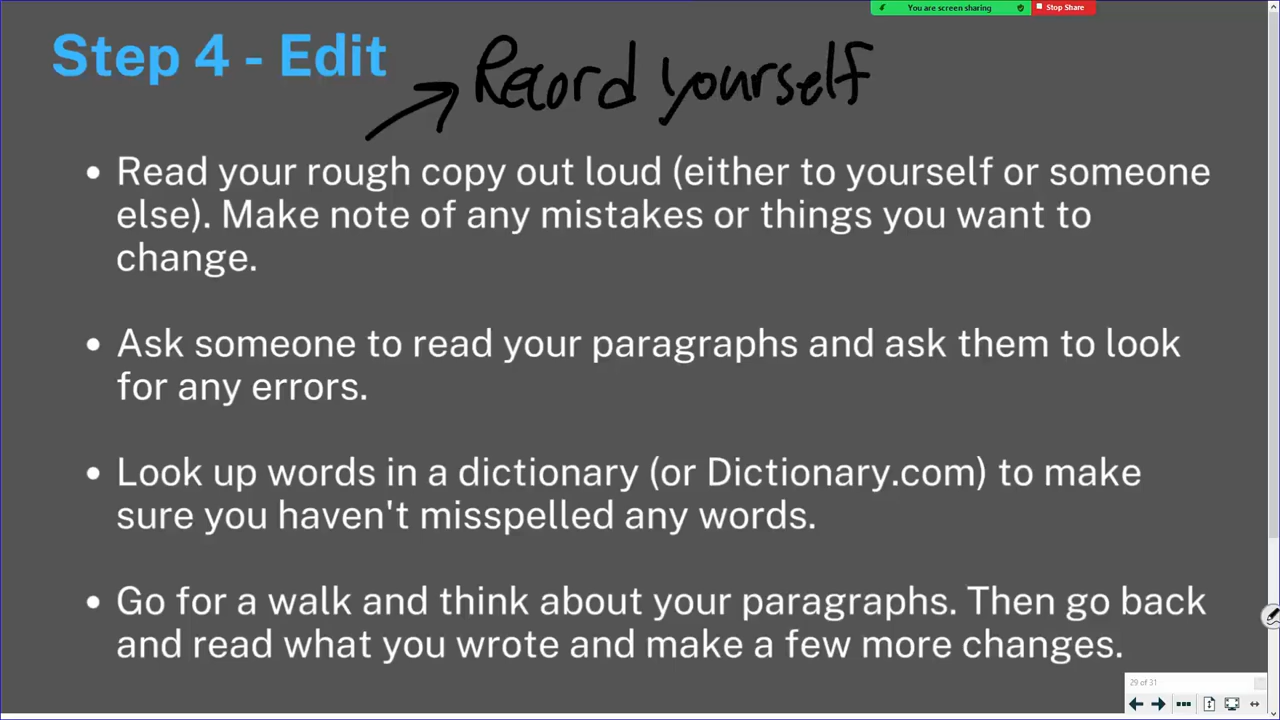 You are screen sharing
Stop Share
Step 4 - Edit
Record yourself
• Read your rough copy out loud (either to yourself or someone
else). Make note of any mistakes or things you want to
change.
• Ask someone to read your paragraphs and ask them to look
for any errors.
• Look up words in a dictionary (or Dictionary.com) to make
sure you haven't misspelled any words.
• Go for a walk and think about your paragraphs. Then go back
and read what you wrote and make a few more changes.
29 of 31